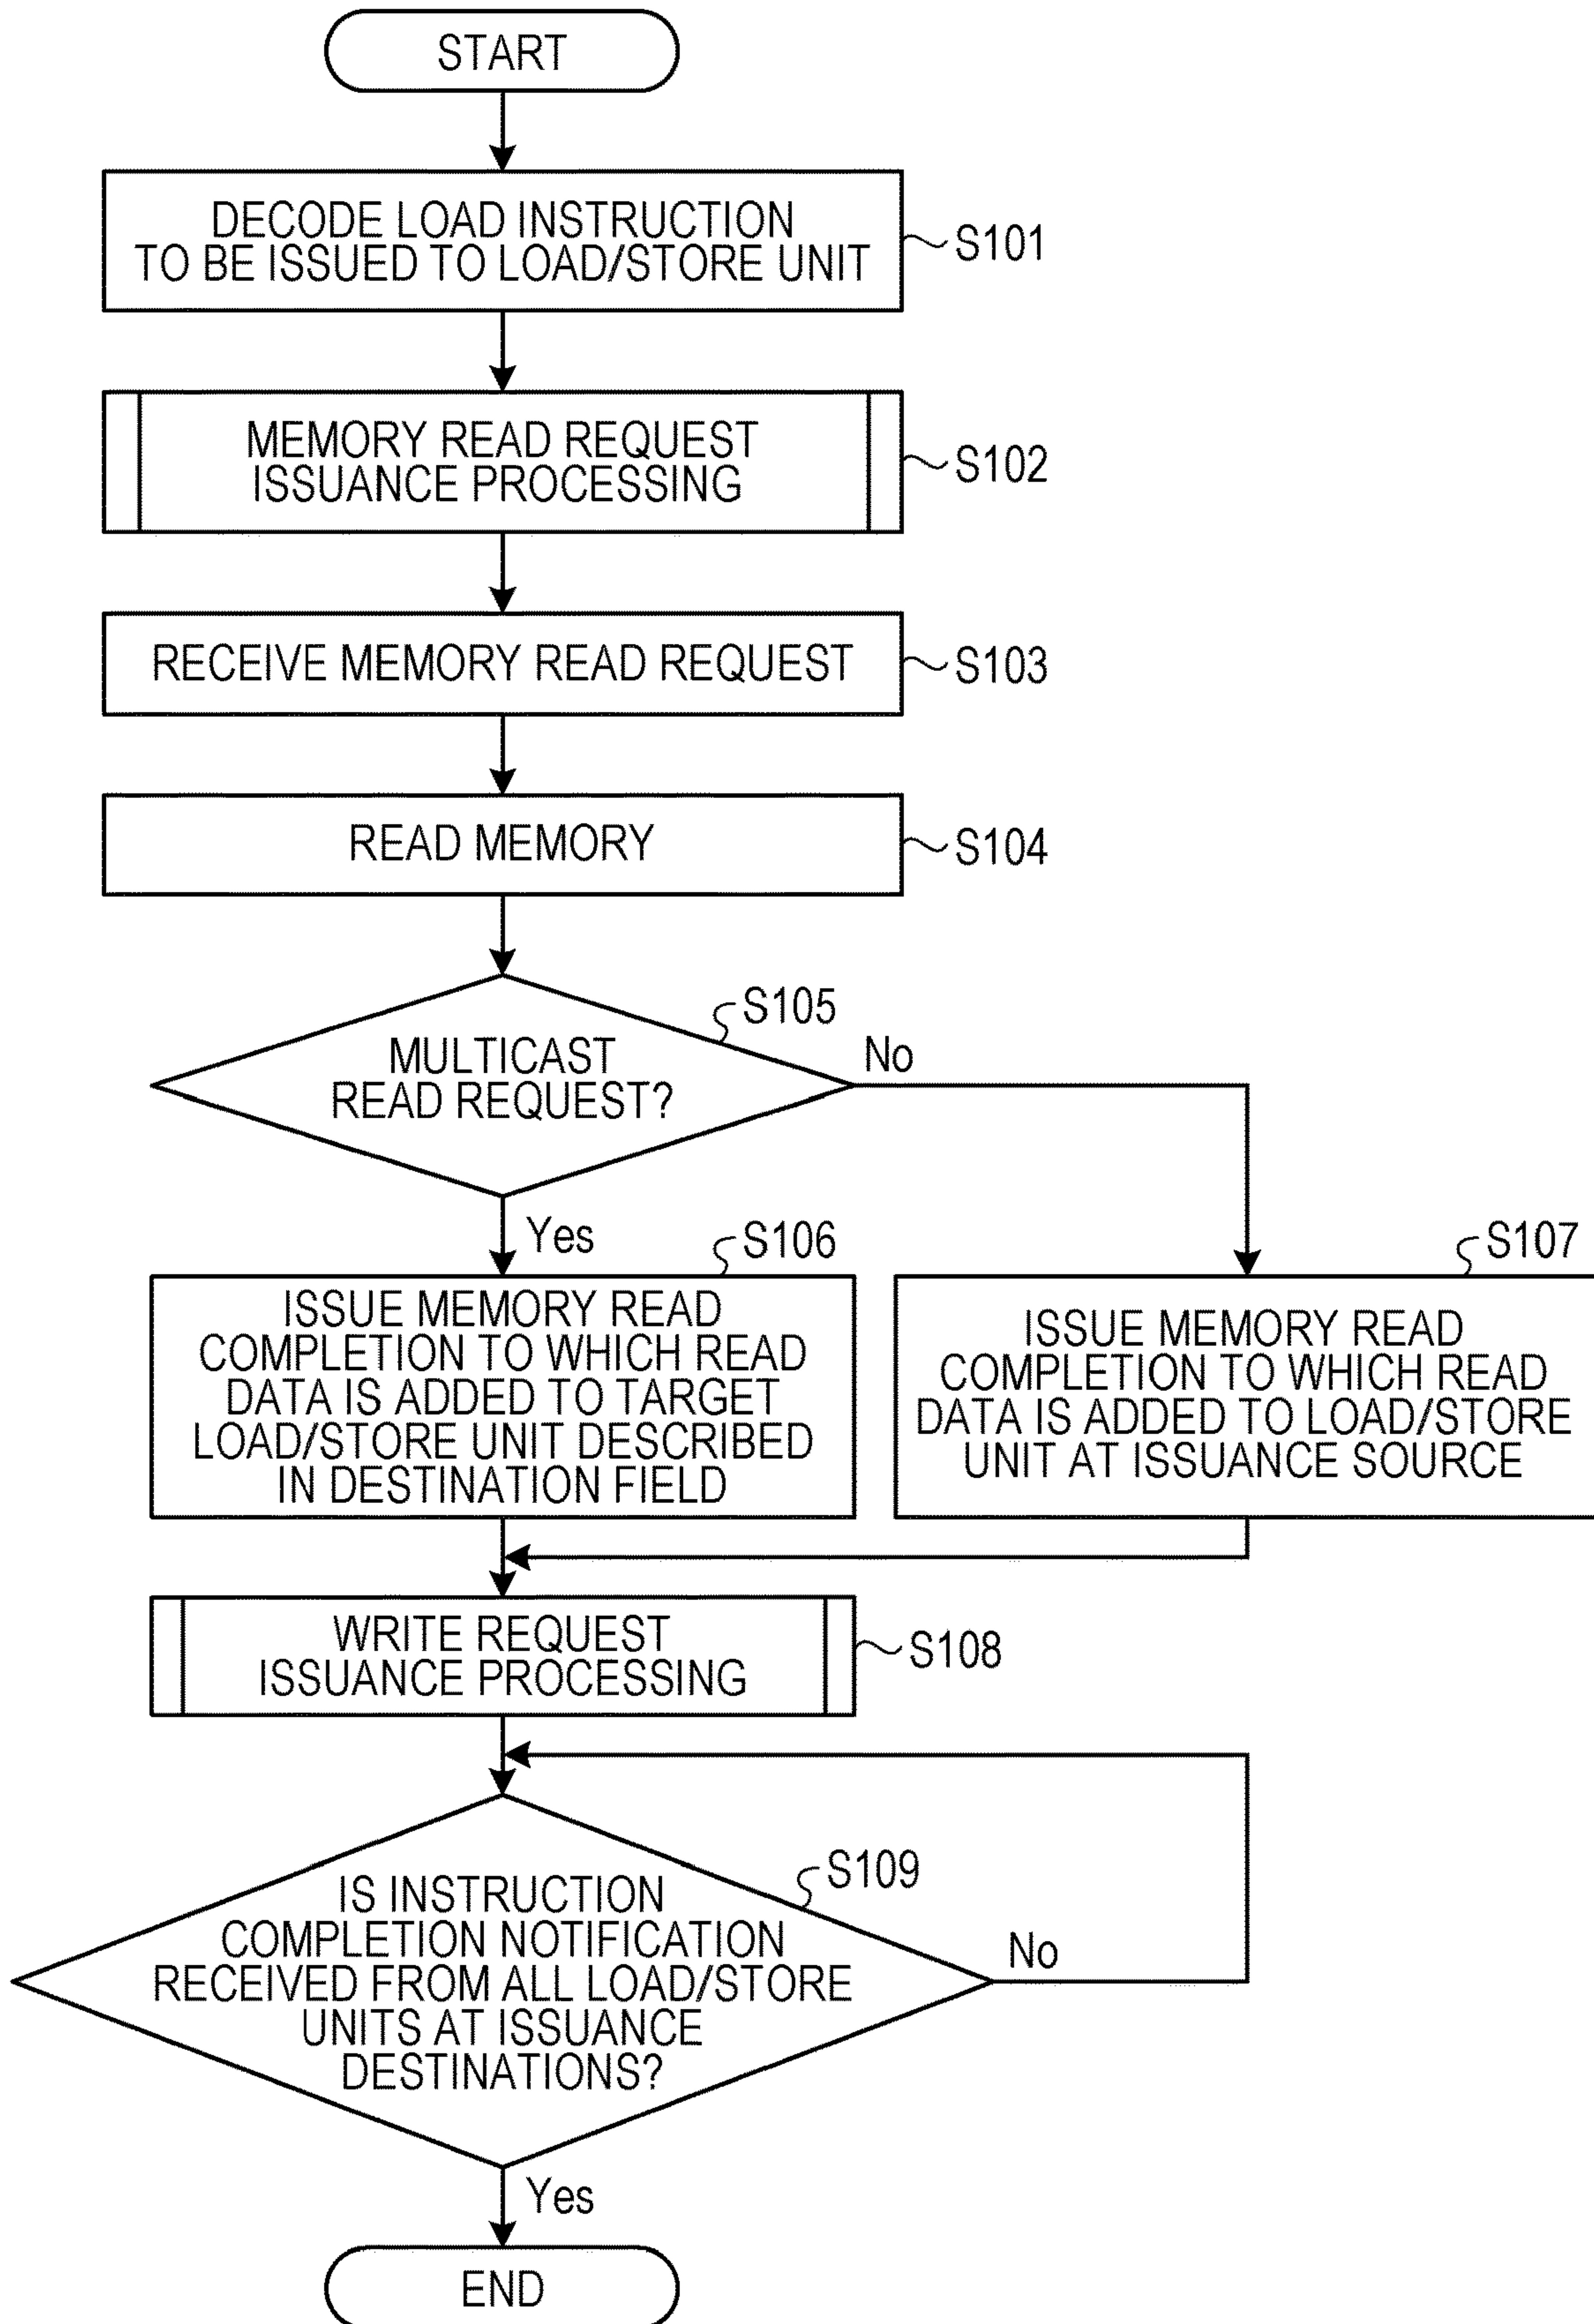 START
DECODE LOAD INSTRUCTION
TO BE ISSUED TO LOAD/STORE UNIT
S101
MEMORY READ REQUEST
ISSUANCE PROCESSING
S102
RECEIVE MEMORY READ REQUEST
S103
READ MEMORY
S104
S105
MULTICAST
READ REQUEST?
No
Yes
S106
ISSUE MEMORY READ
COMPLETION TO WHICH READ
DATA IS ADDED TO TARGET
LOAD/STORE UNIT DESCRIBED
IN DESTINATION FIELD
S107
ISSUE MEMORY READ
COMPLETION TO WHICH READ
DATA IS ADDED TO LOAD/STORE
UNIT AT ISSUANCE SOURCE
WRITE REQUEST
ISSUANCE PROCESSING
S108
S109
IS INSTRUCTION
COMPLETION NOTIFICATION
RECEIVED FROM ALL LOAD/STORE
UNITS AT ISSUANCE
DESTINATIONS?
No
Yes
END